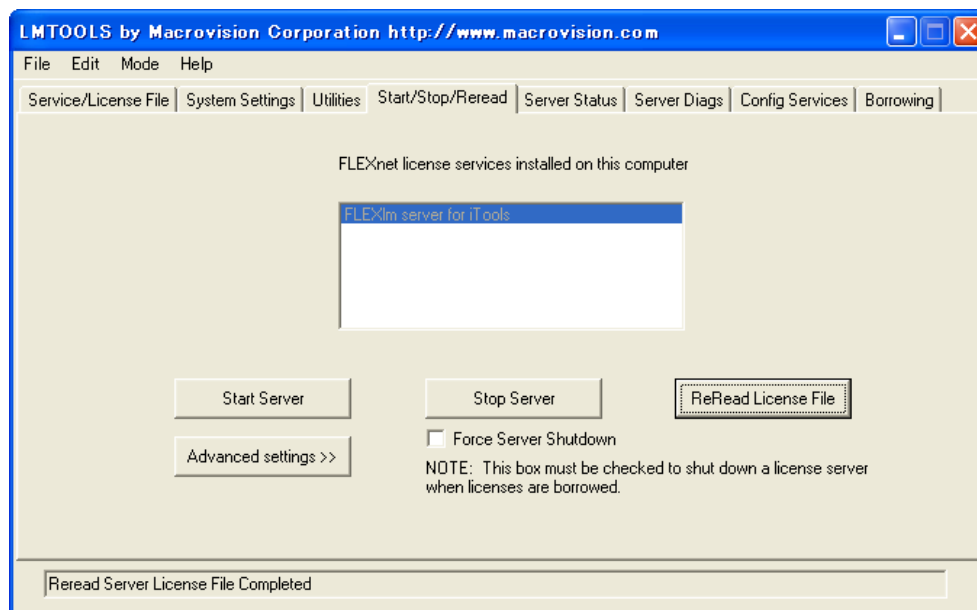 LMTOOLS by Macrovision Corporation http://www.macrovision.com
File Edit Mode Help
Service/License File System Settings Utilities Start/Stop/Reread Server Status Server Diags Config Services Borrowing
FLEXnet license services installed on this computer
FLEXlm server for iTools
Start Server Stop Server ReRead License File
Advanced settings >> Force Server Shutdown
NOTE: This box must be checked to shut down a license server
when licenses are borrowed.
Reread Server License File Completed